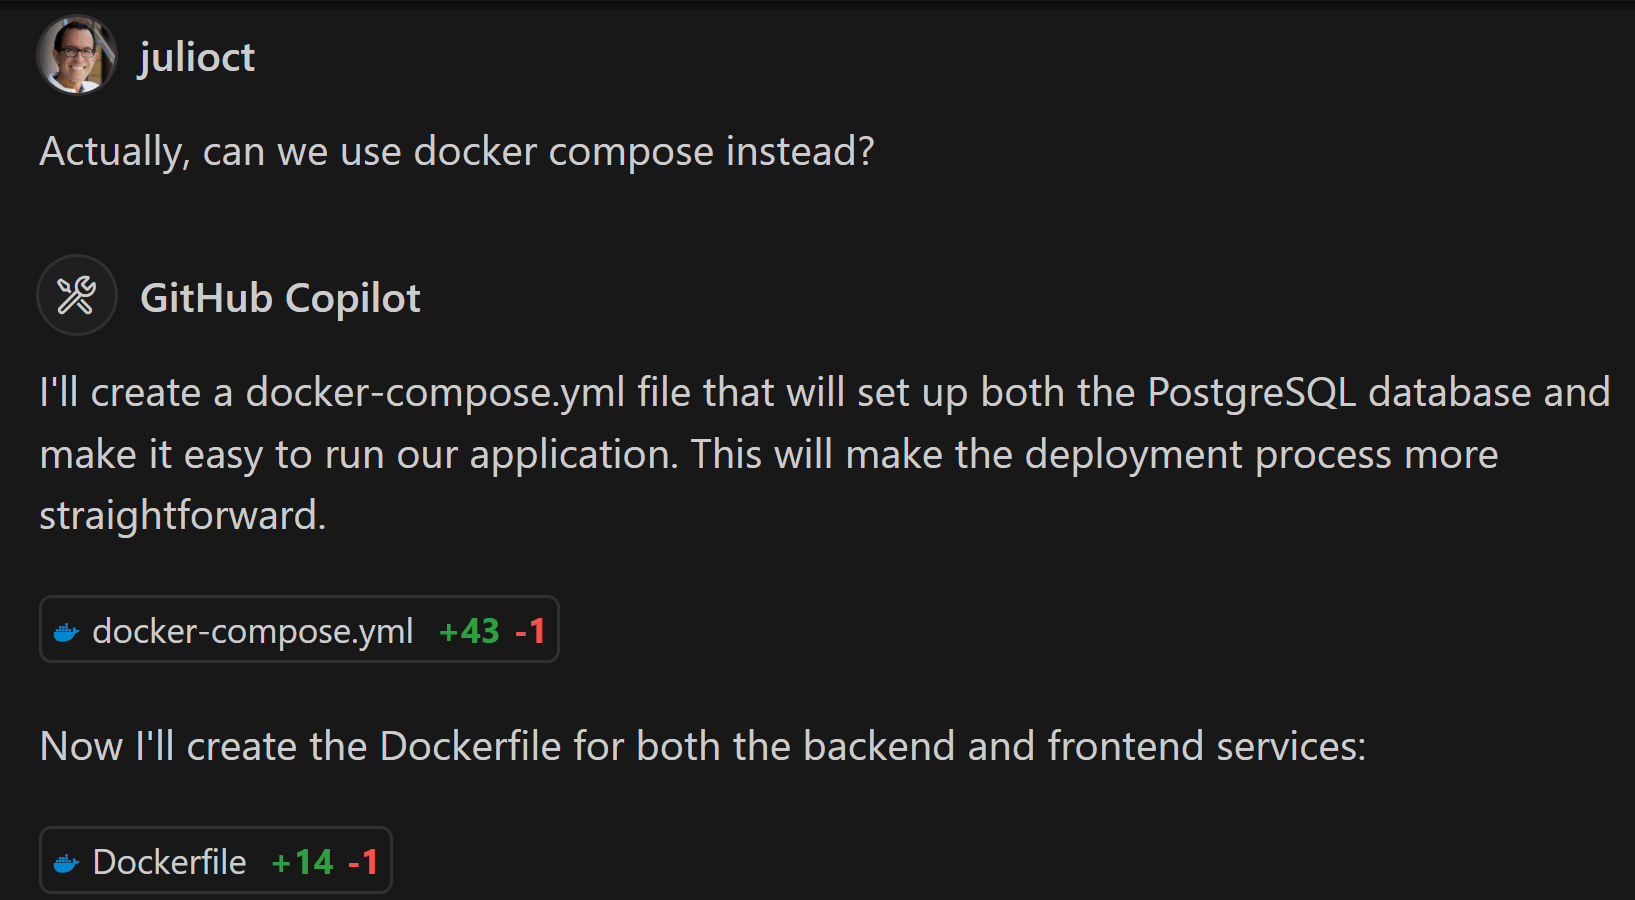 julioct
Actually, can we use docker compose instead?
GitHub Copilot
I'll create a docker-compose.yml file that will set up both the PostgreSQL database and
make it easy to run our application. This will make the deployment process more
straightforward.
docker-compose.yml +43 -1
Now I'll create the Dockerfile for both the backend and frontend services:
Dockerfile +14 -1